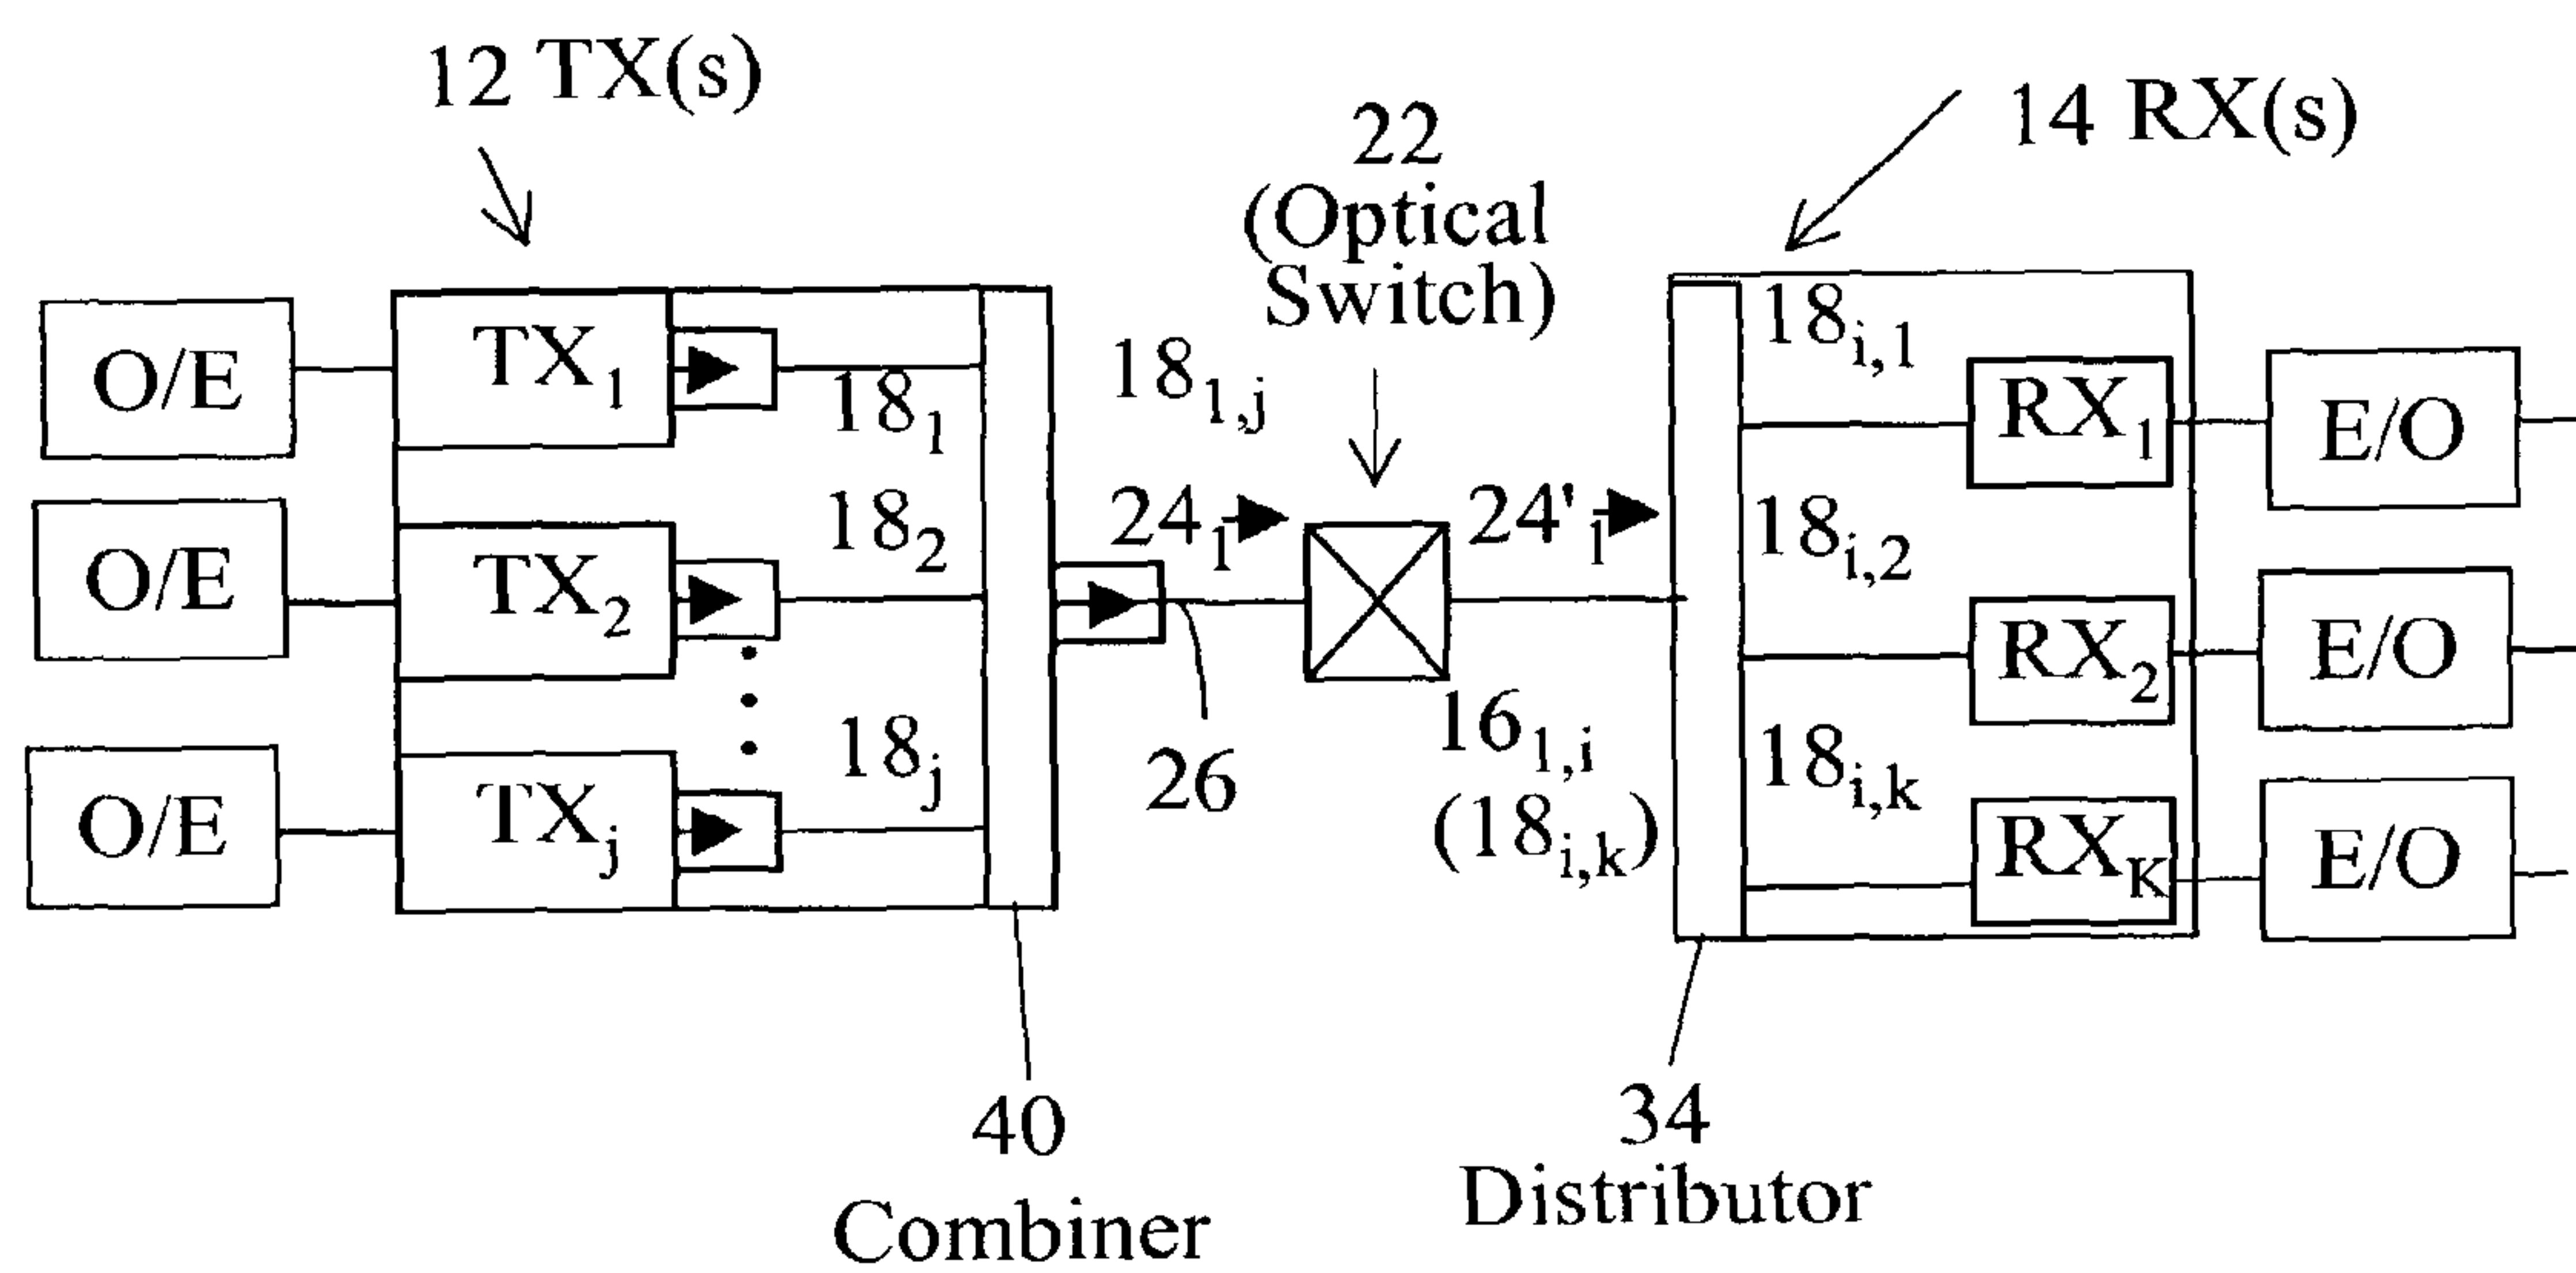 12 TX(s)
14 RX(s)
22
(Optical
Switch)
O/E
TX₁
18₁
18₁,ⱼ
18ᵢ,₁
RX₁
E/O
O/E
TX₂
18₂
24₁
24'₁
18ᵢ,₂
RX₂
E/O
O/E
TXⱼ
18ⱼ
26
16₁,ᵢ
(18ᵢ,ₖ)
18ᵢ,ₖ
RX_K
E/O
40
Combiner
34
Distributor